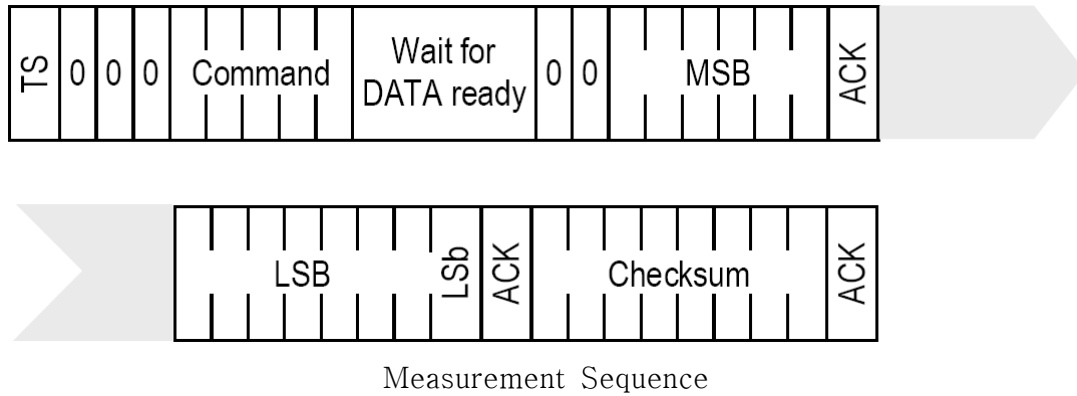 TS 0 0 0 Command Wait for DATA ready 0 0 MSB ACK
LSB LSb ACK Checksum ACK
Measurement Sequence